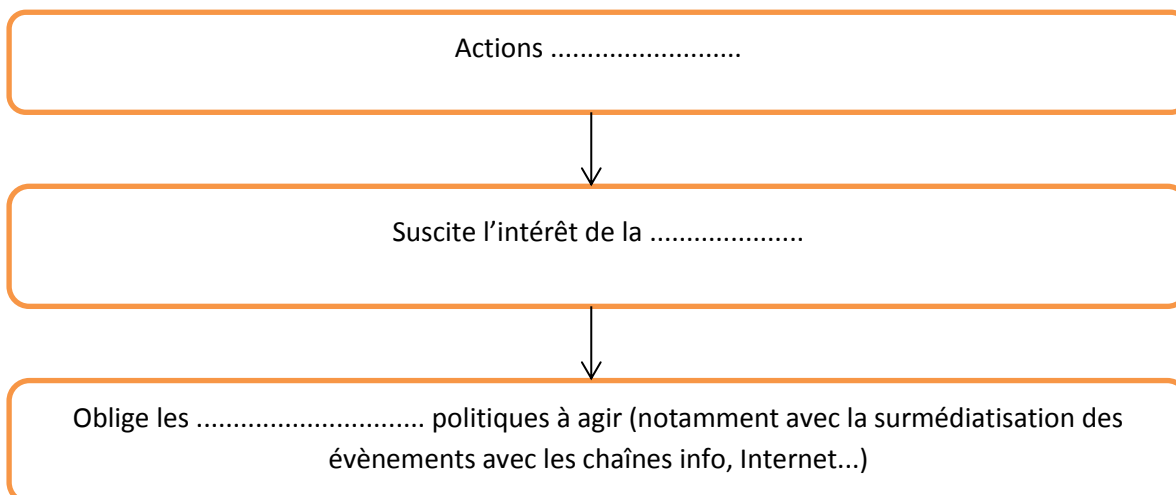 Actions .........................
Suscite l’intérêt de la ....................
Oblige les .............................. politiques à agir (notamment avec la surmédiatisation des
évènements avec les chaînes info, Internet...)